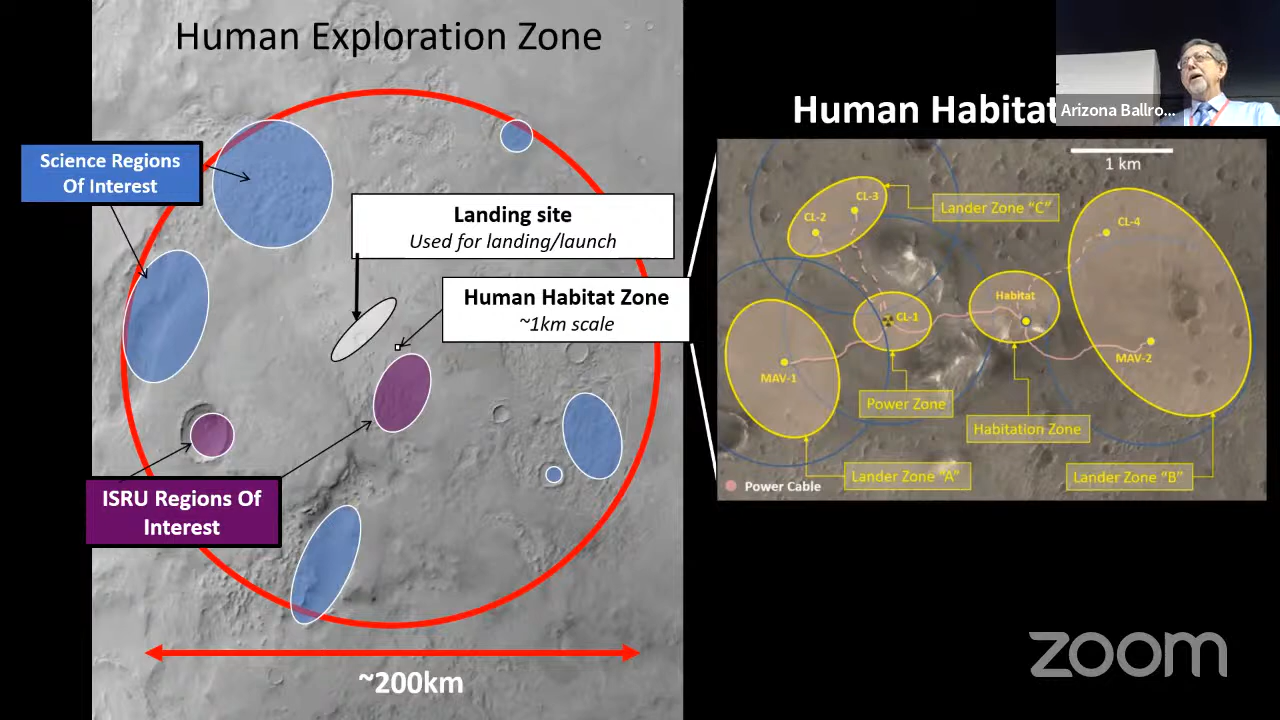 Human Exploration Zone
Science Regions
Of Interest
Landing site
Used for landing/launch
Human Habitat Zone
~1km scale
ISRU Regions Of
Interest
~200km
Human Habitat
Arizona Ballro...
1 km
CL-3
CL-2
Lander Zone "C"
CL-4
Habitat
CL-1
MAV-1
MAV-2
Power Zone
Habitation Zone
Lander Zone "A"
Lander Zone "B"
Power Cable
zoom